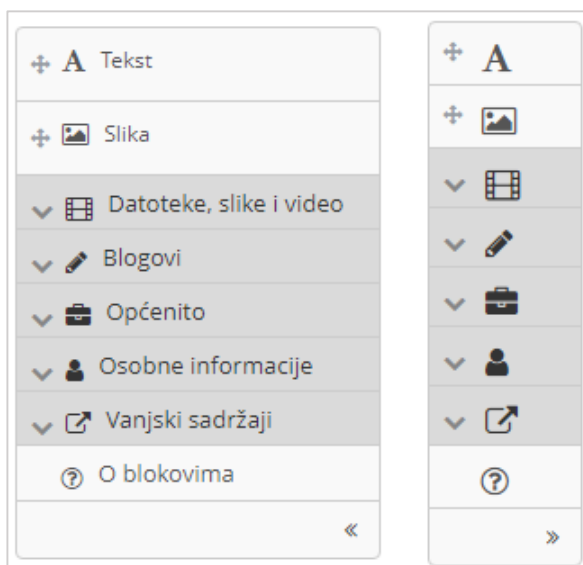 A Tekst
Slika
Datoteke, slike i video
Blogovi
Općenito
Osobne informacije
Vanjski sadržaji
? O blokovima
«
A
?
»